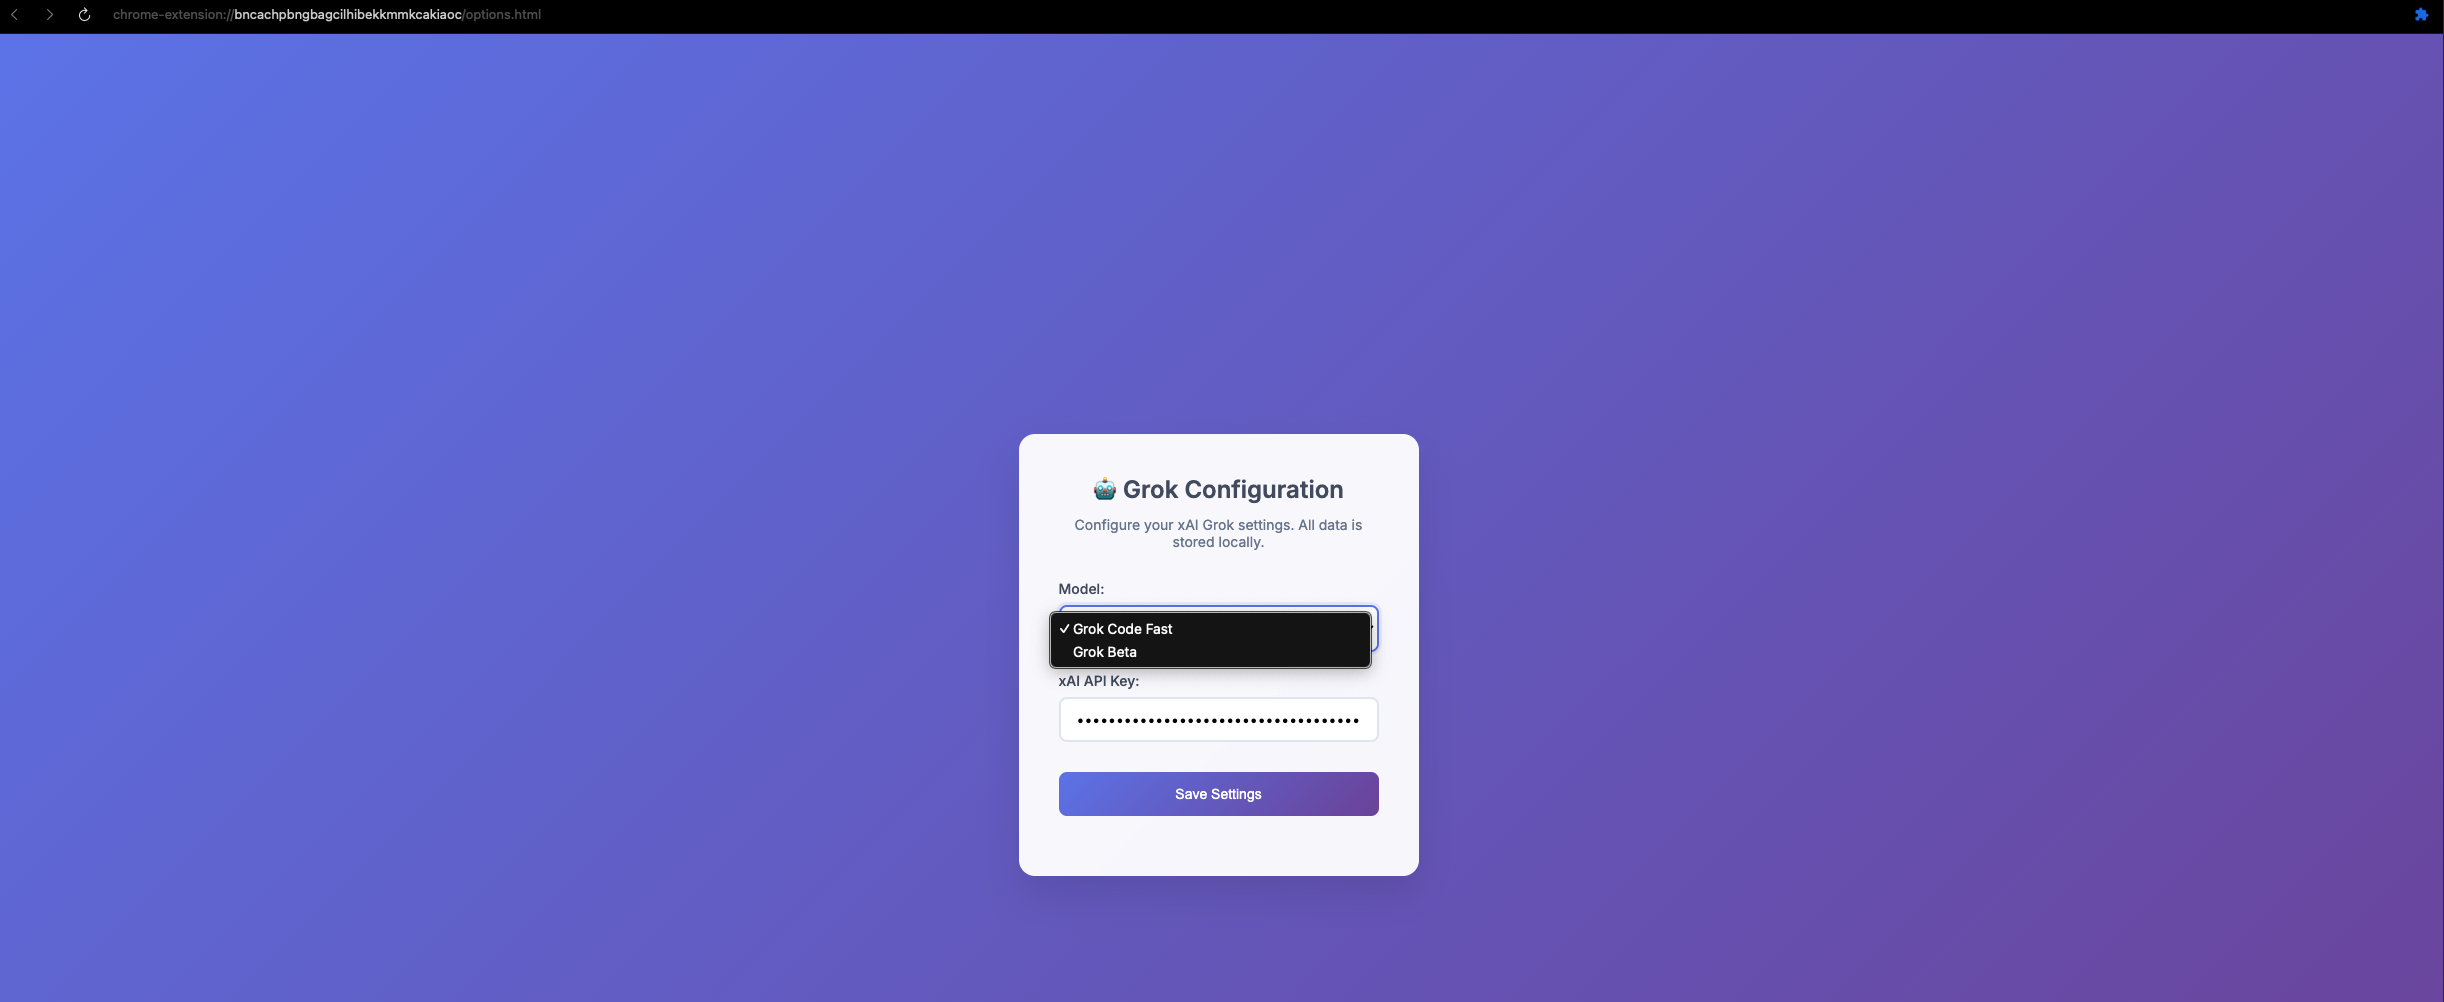 chrome-extension://bncachpbngbagcilhibekkmmkcakiaoc/options.html
🤖 Grok Configuration
Configure your xAI Grok settings. All data is
stored locally.
Model:
✓ Grok Code Fast
Grok Beta
xAI API Key:
••••••••••••••••••••••••••••••••••••
Save Settings